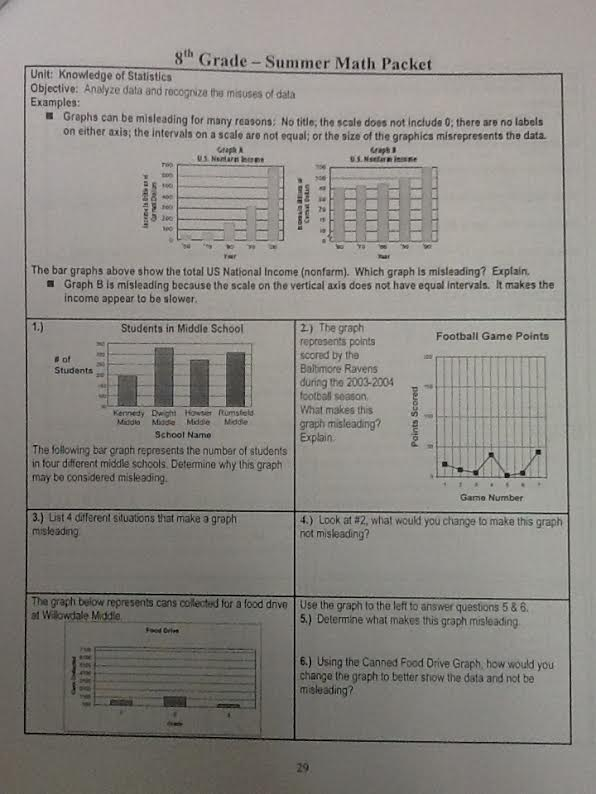 8th Grade – Summer Math Packet
Unit: Knowledge of Statistics
Objective: Analyze data and recognize the misuses of data
Examples:
■ Graphs can be misleading for many reasons: No title; the scale does not include 0; there are no labels
on either axis; the intervals on a scale are not equal; or the size of the graphics misrepresents the data.
Graph A
U.S. Nonfarm Income
Year
Graph B
U.S. Nonfarm Income
Year
The bar graphs above show the total US National Income (nonfarm). Which graph is misleading? Explain.
■ Graph B is misleading because the scale on the vertical axis does not have equal intervals. It makes the
income appear to be slower.
1.) Students in Middle School
# of
Students
Kennedy Dwight Howser Rumsfield
Middle Middle Middle Middle
School Name
The following bar graph represents the number of students
in four different middle schools. Determine why this graph
may be considered misleading.
2.) The graph
represents points
scored by the
Baltimore Ravens
during the 2003-2004
football season.
What makes this
graph misleading?
Explain.
Football Game Points
Points Scored
1 2 3 4 5 6 7
Game Number
3.) List 4 different situations that make a graph
misleading.
4.) Look at #2, what would you change to make this graph
not misleading?
The graph below represents cans collected for a food drive
at Willowdale Middle.
Food Drive
Cans Collected
Grade
Use the graph to the left to answer questions 5 & 6.
5.) Determine what makes this graph misleading.
6.) Using the Canned Food Drive Graph, how would you
change the graph to better show the data and not be
misleading?
29